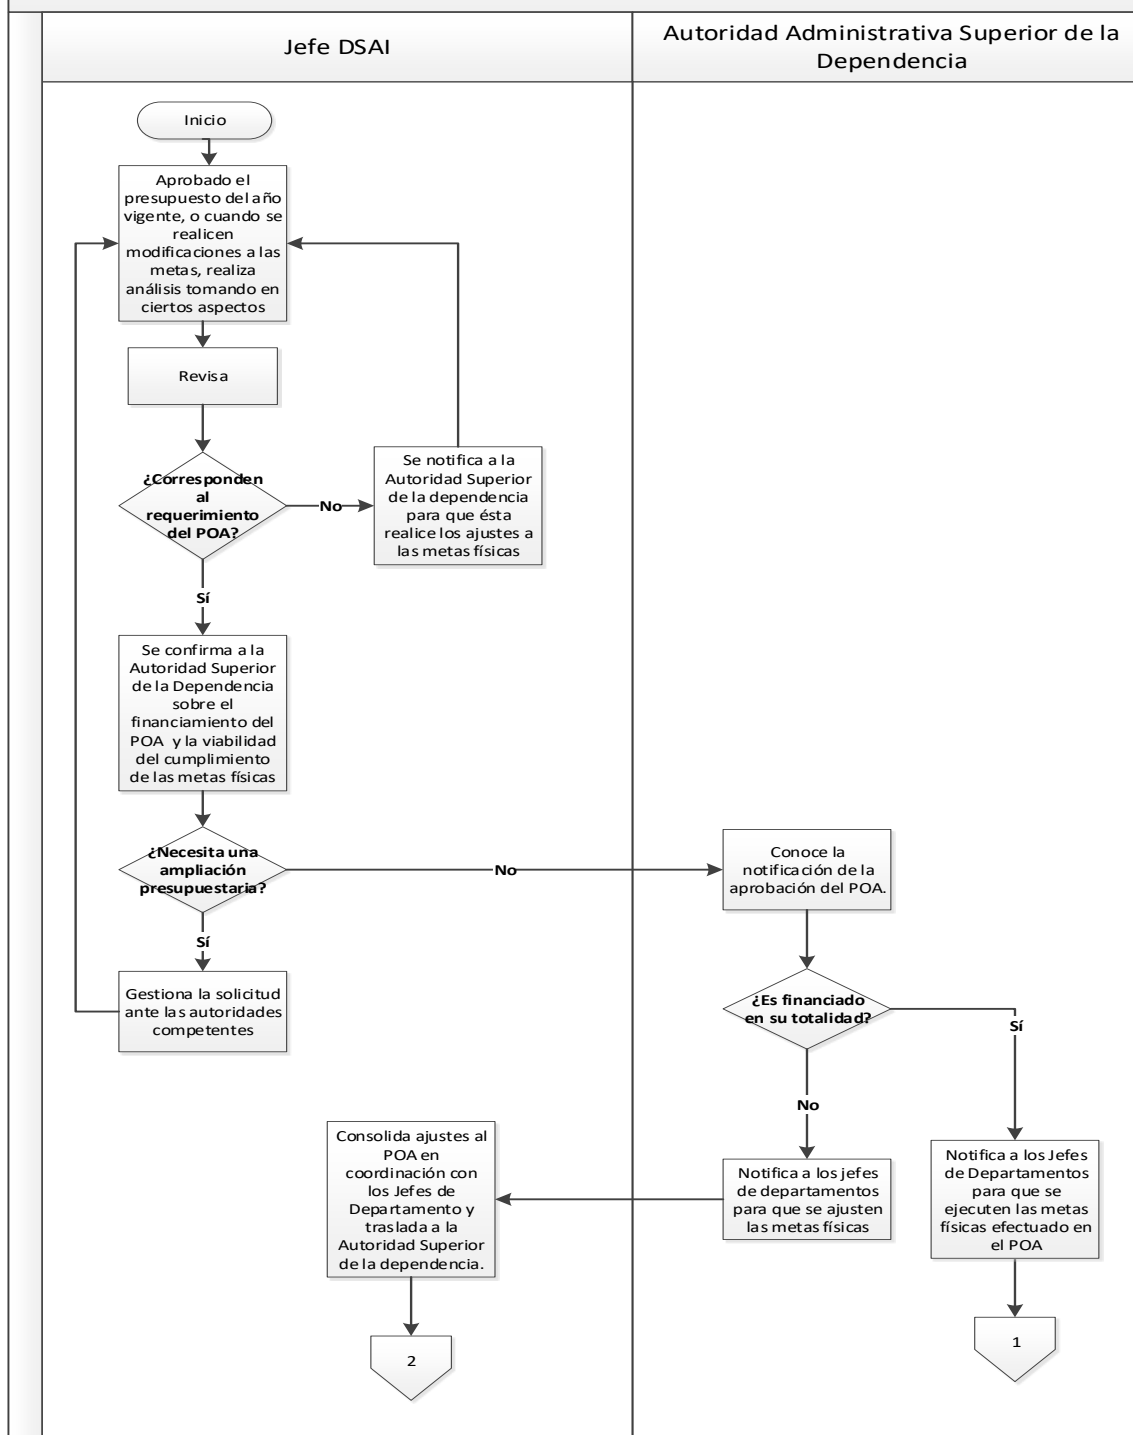 Jefe DSAI
Autoridad Administrativa Superior de la
Dependencia
Inicio
Aprobado el
presupuesto del año
vigente, o cuando se
realicen
modificaciones a las
metas, realiza
análisis tomando en
ciertos aspectos
Revisa
¿Corresponden
al
requerimiento
del POA?
No
Se notifica a la
Autoridad Superior
de la dependencia
para que ésta
realice los ajustes a
las metas físicas
Sí
Se confirma a la
Autoridad Superior
de la Dependencia
sobre el
financiamiento del
POA y la viabilidad
del cumplimiento
de las metas físicas
¿Necesita una
ampliación
presupuestaria?
No
Conoce la
notificación de la
aprobación del POA.
Sí
Gestiona la solicitud
ante las autoridades
competentes
¿Es financiado
en su totalidad?
Sí
No
Consolida ajustes al
POA en
coordinación con
los Jefes de
Departamento y
traslada a la
Autoridad Superior
de la dependencia.
Notifica a los jefes
de departamentos
para que se ajusten
las metas físicas
Notifica a los Jefes
de Departamentos
para que se
ejecuten las metas
físicas efectuado en
el POA
1
2